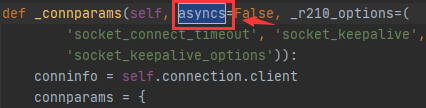 def _connparams(self, asyncs=False, _r210_options=(
'socket_connect_timeout', 'socket_keepalive',
'socket_keepalive_options')):
conninfo = self.connection.client
connparams = {